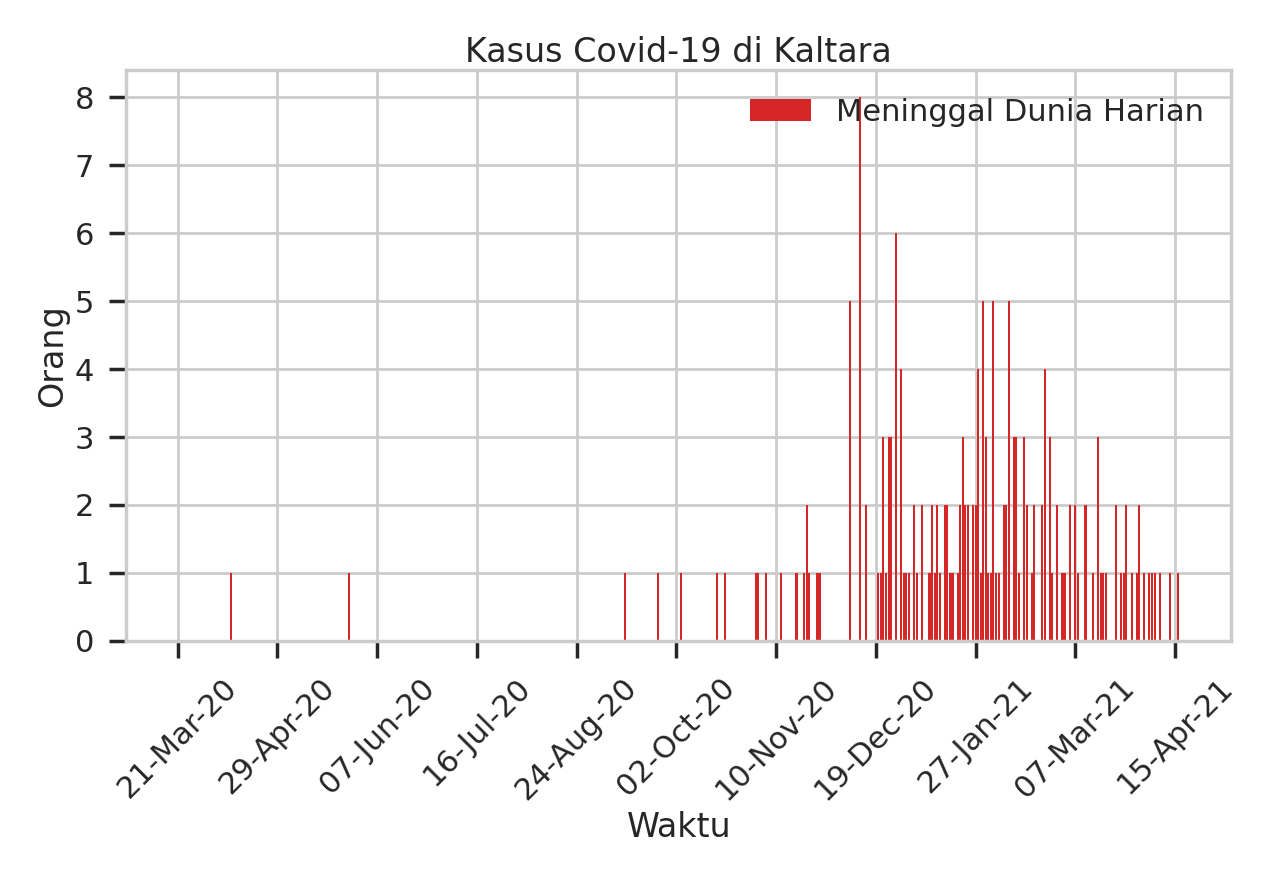 Kasus Covid-19 di Kaltara
Meninggal Dunia Harian
8
7
6
5
4
3
2
1
0
Orang
21-Mar-20
29-Apr-20
07-Jun-20
16-Jul-20
24-Aug-20
02-Oct-20
10-Nov-20
19-Dec-20
27-Jan-21
07-Mar-21
15-Apr-21
Waktu